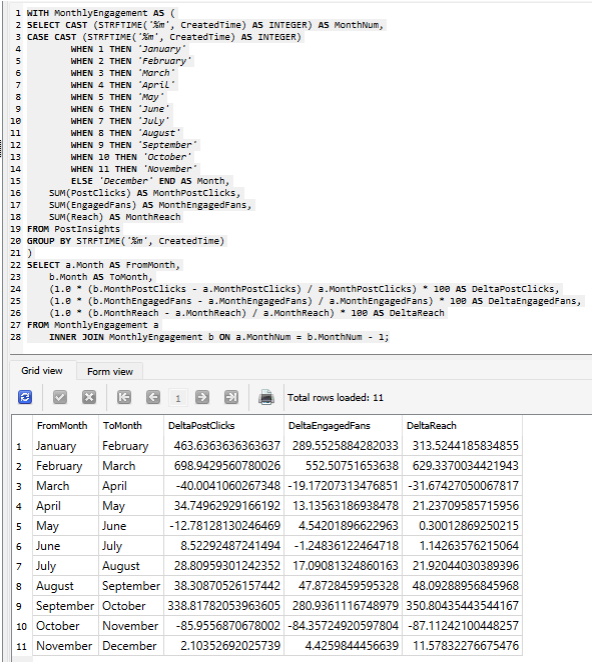 1 WITH MonthlyEngagement AS (
2 SELECT CAST (STRFTIME('%m', CreatedTime) AS INTEGER) AS MonthNum,
3 CASE CAST (STRFTIME('%m', CreatedTime) AS INTEGER)
4 WHEN 1 THEN 'January'
5 WHEN 2 THEN 'February'
6 WHEN 3 THEN 'March'
7 WHEN 4 THEN 'April'
8 WHEN 5 THEN 'May'
9 WHEN 6 THEN 'June'
10 WHEN 7 THEN 'July'
11 WHEN 8 THEN 'August'
12 WHEN 9 THEN 'September'
13 WHEN 10 THEN 'October'
14 WHEN 11 THEN 'November'
15 ELSE 'December' END AS Month,
16 SUM(PostClicks) AS MonthPostClicks,
17 SUM(EngagedFans) AS MonthEngagedFans,
18 SUM(Reach) AS MonthReach
19 FROM PostInsights
20 GROUP BY STRFTIME('%m', CreatedTime)
21 )
22 SELECT a.Month AS FromMonth,
23 b.Month AS ToMonth,
24 (1.0 * (b.MonthPostClicks - a.MonthPostClicks) / a.MonthPostClicks) * 100 AS DeltaPostClicks,
25 (1.0 * (b.MonthEngagedFans - a.MonthEngagedFans) / a.MonthEngagedFans) * 100 AS DeltaEngagedFans,
26 (1.0 * (b.MonthReach - a.MonthReach) / a.MonthReach) * 100 AS DeltaReach
27 FROM MonthlyEngagement a
28 INNER JOIN MonthlyEngagement b ON a.MonthNum = b.MonthNum - 1;
Grid view Form view
1 Total rows loaded: 11
FromMonth ToMonth DeltaPostClicks DeltaEngagedFans DeltaReach
1 January February 463.6363636363637 289.5525884282033 313.5244185834855
2 February March 698.9429560780026 552.50751653638 629.3370034421943
3 March April -40.0041060267348 -19.17207313476851 -31.67427050067817
4 April May 34.74962929166192 13.13563186938478 21.23709585715956
5 May June -12.78128130246469 4.54201896622963 0.30012869250215
6 June July 8.52292487241494 -1.24836122464718 1.14263576215064
7 July August 28.80959301242352 17.09081324860163 21.92044030389396
8 August September 38.30870526157442 47.8728459595328 48.09288956845968
9 September October 338.81782053963605 280.9361116748979 350.80435443544167
10 October November -85.9556870678002 -84.35724920597804 -87.11242100448257
11 November December 2.10352692025739 4.4259844456639 11.57832276675476